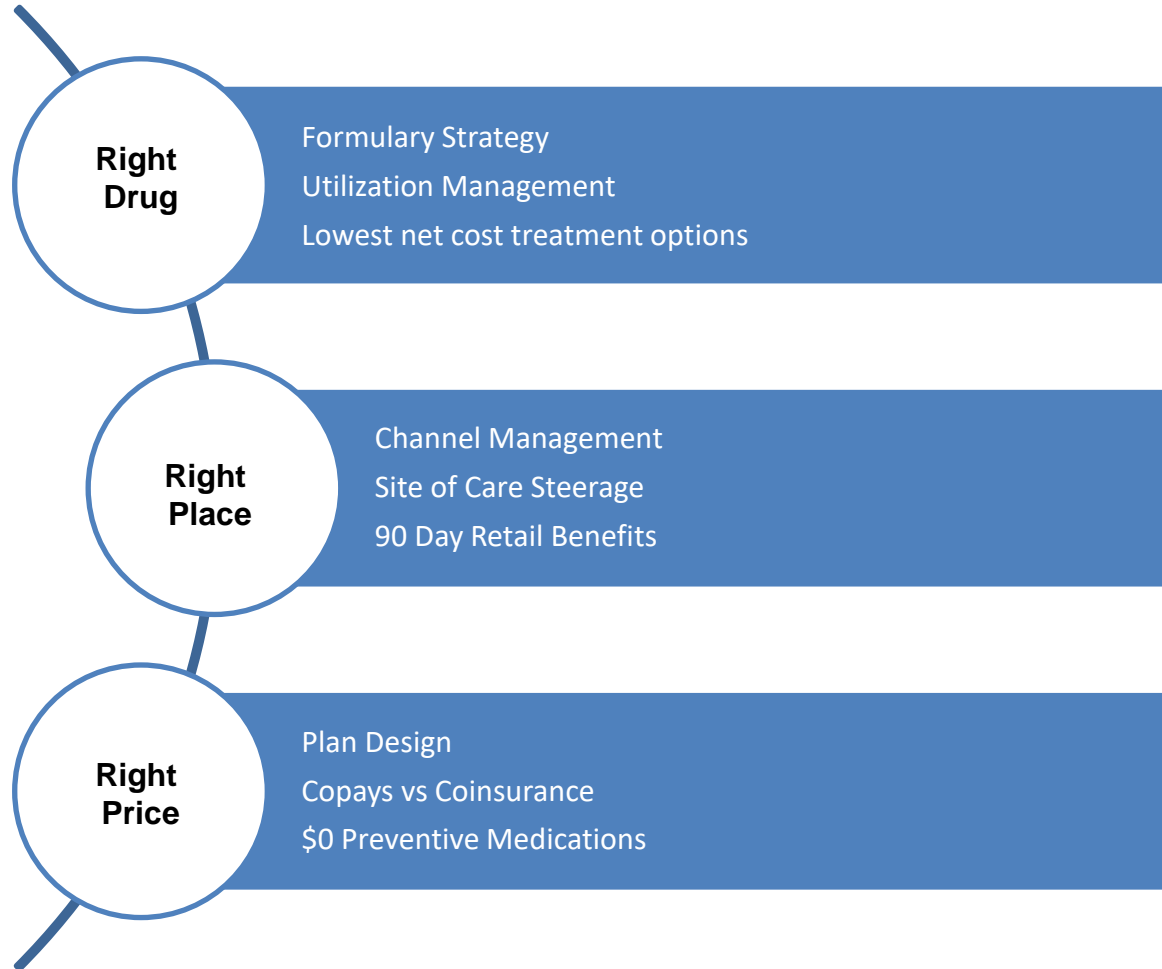 Right
Drug
Formulary Strategy
Utilization Management
Lowest net cost treatment options
Right
Place
Channel Management
Site of Care Steerage
90 Day Retail Benefits
Right
Price
Plan Design
Copays vs Coinsurance
$0 Preventive Medications